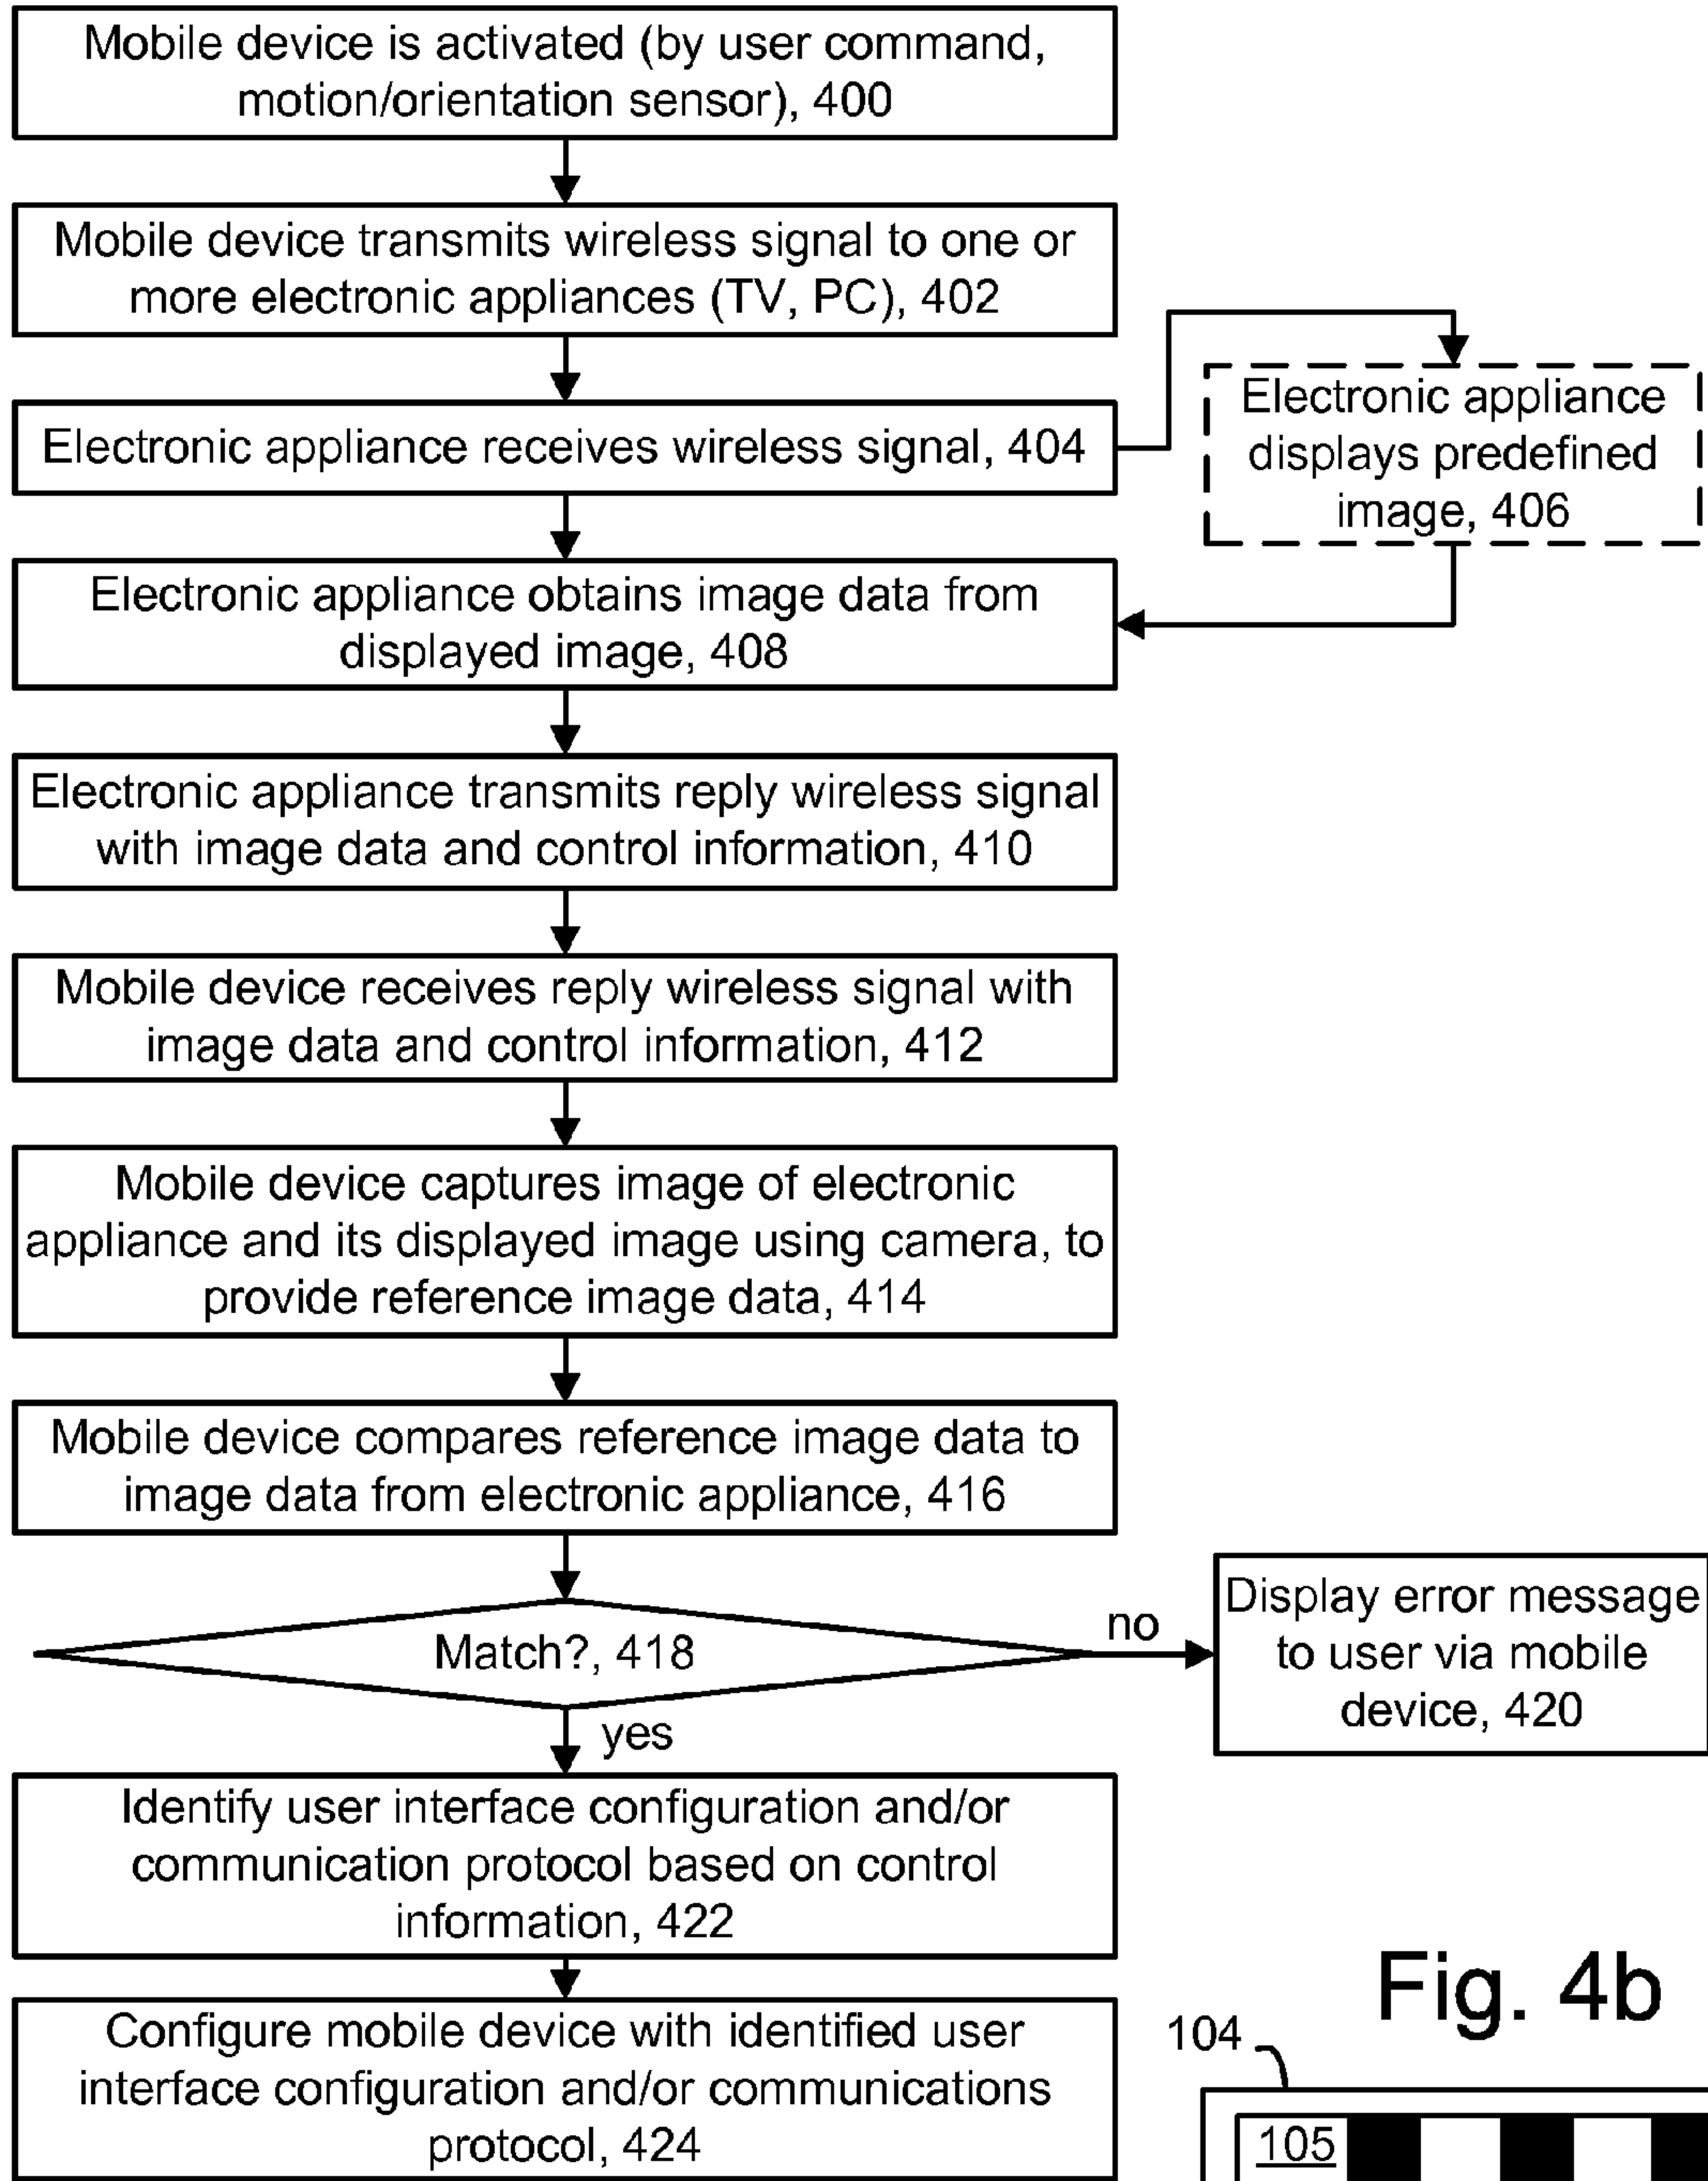 Mobile device is activated (by user command,
motion/orientation sensor), 400
Mobile device transmits wireless signal to one or
more electronic appliances (TV, PC), 402
Electronic appliance receives wireless signal, 404
Electronic appliance
displays predefined
image, 406
Electronic appliance obtains image data from
displayed image, 408
Electronic appliance transmits reply wireless signal
with image data and control information, 410
Mobile device receives reply wireless signal with
image data and control information, 412
Mobile device captures image of electronic
appliance and its displayed image using camera, to
provide reference image data, 414
Mobile device compares reference image data to
image data from electronic appliance, 416
Match?, 418
no
Display error message
to user via mobile
device, 420
yes
Identify user interface configuration and/or
communication protocol based on control
information, 422
Configure mobile device with identified user
interface configuration and/or communications
protocol, 424
Fig. 4b
104
105